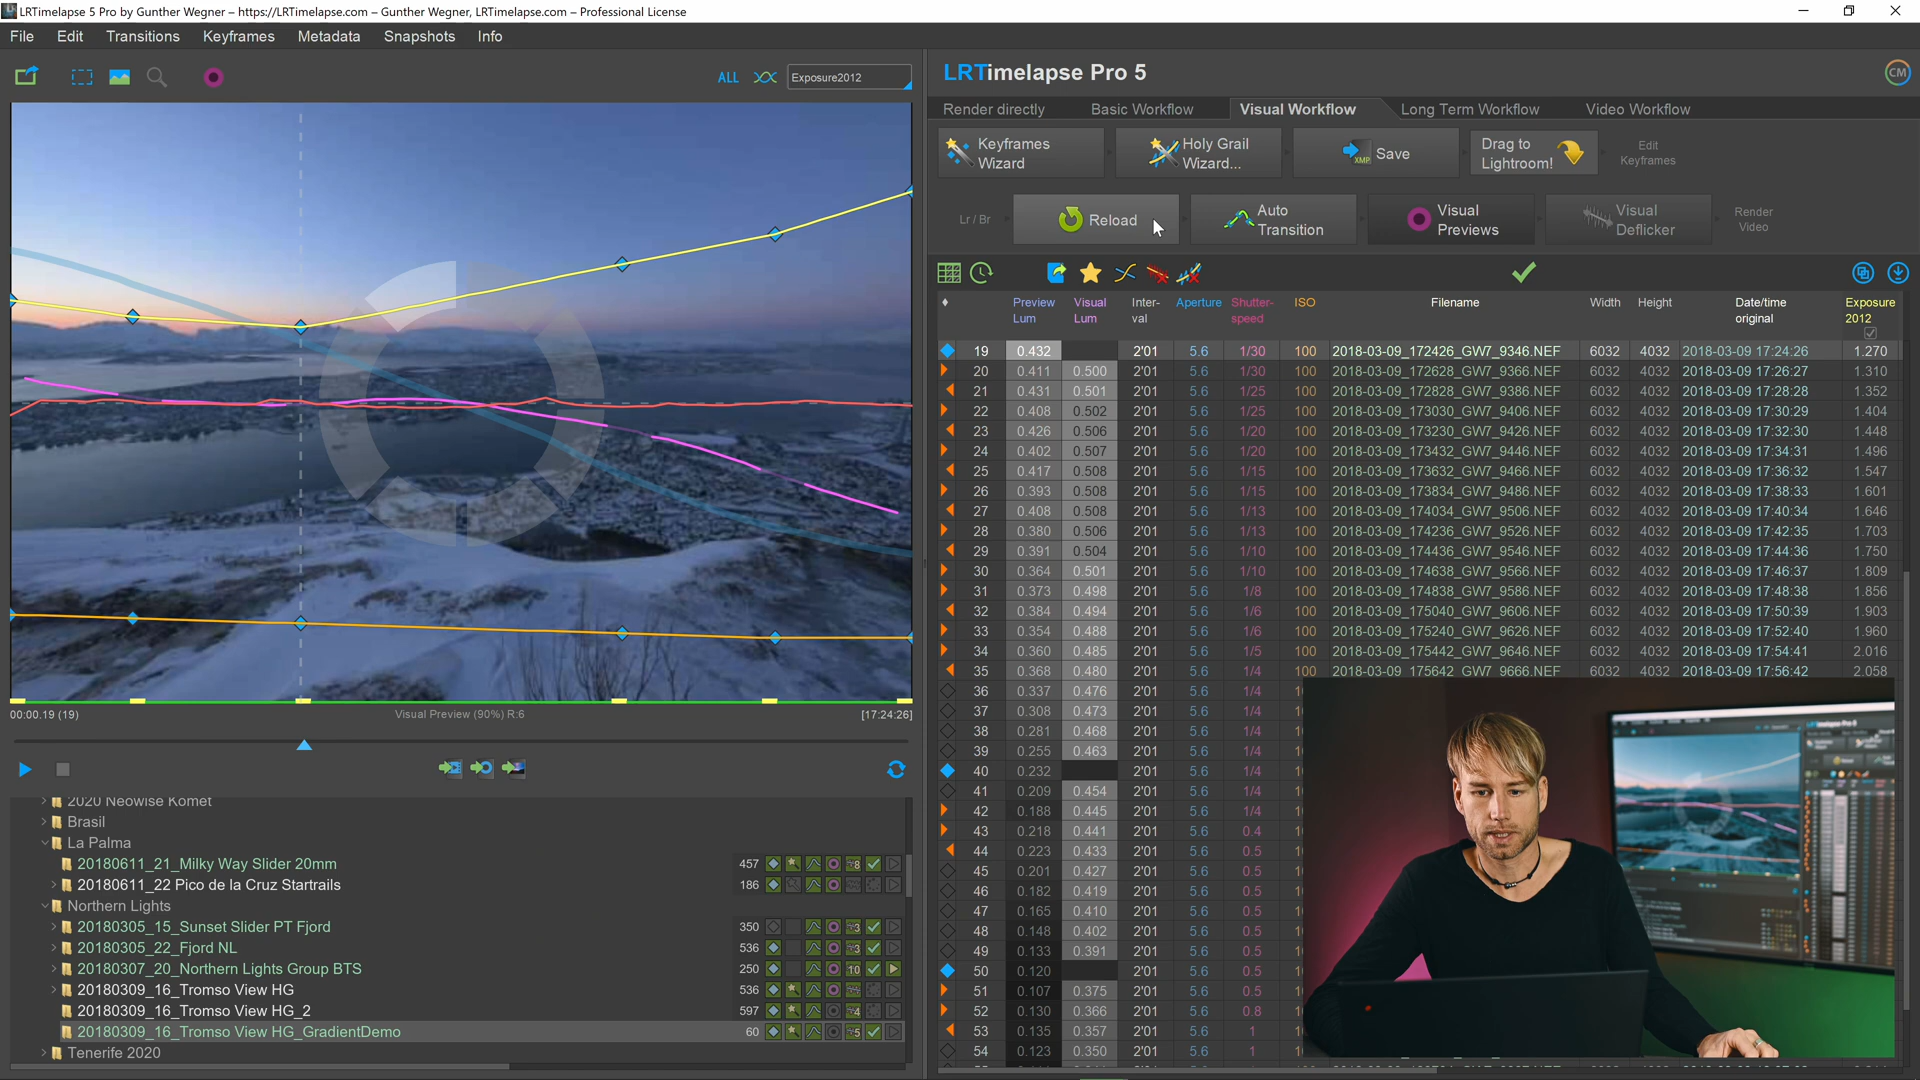 LRTimelapse 5 Pro by Gunther Wegner – https://LRTimelapse.com – Gunther Wegner, LRTimelapse.com – Professional License
File Edit Transitions Keyframes Metadata Snapshots Info
ALL Exposure2012
LRTimelapse Pro 5
CM
Render directly Basic Workflow Visual Workflow Long Term Workflow Video Workflow
Keyframes Wizard
Holy Grail Wizard...
XMP Save
Drag to Lightroom!
Edit Keyframes
Lr / Br
Reload
Auto Transition
Visual Previews
Visual Deflicker
Render Video
Preview Lum Visual Lum Inter-val Aperture Shutter-speed ISO Filename Width Height Date/time original Exposure 2012
19 0.432 2'01 5.6 1/30 100 2018-03-09_172426_GW7_9346.NEF 6032 4032 2018-03-09 17:24:26 1.270
20 0.411 0.500 2'01 5.6 1/30 100 2018-03-09_172628_GW7_9366.NEF 6032 4032 2018-03-09 17:26:27 1.310
21 0.431 0.501 2'01 5.6 1/25 100 2018-03-09_172828_GW7_9386.NEF 6032 4032 2018-03-09 17:28:28 1.352
22 0.408 0.502 2'01 5.6 1/25 100 2018-03-09_173030_GW7_9406.NEF 6032 4032 2018-03-09 17:30:29 1.404
23 0.426 0.506 2'01 5.6 1/20 100 2018-03-09_173230_GW7_9426.NEF 6032 4032 2018-03-09 17:32:30 1.448
24 0.402 0.507 2'01 5.6 1/20 100 2018-03-09_173432_GW7_9446.NEF 6032 4032 2018-03-09 17:34:31 1.496
25 0.417 0.508 2'01 5.6 1/15 100 2018-03-09_173632_GW7_9466.NEF 6032 4032 2018-03-09 17:36:32 1.547
26 0.393 0.508 2'01 5.6 1/15 100 2018-03-09_173834_GW7_9486.NEF 6032 4032 2018-03-09 17:38:33 1.601
27 0.408 0.508 2'01 5.6 1/13 100 2018-03-09_174034_GW7_9506.NEF 6032 4032 2018-03-09 17:40:34 1.646
28 0.380 0.506 2'01 5.6 1/13 100 2018-03-09_174236_GW7_9526.NEF 6032 4032 2018-03-09 17:42:35 1.703
29 0.391 0.504 2'01 5.6 1/10 100 2018-03-09_174436_GW7_9546.NEF 6032 4032 2018-03-09 17:44:36 1.750
30 0.364 0.501 2'01 5.6 1/10 100 2018-03-09_174638_GW7_9566.NEF 6032 4032 2018-03-09 17:46:37 1.809
31 0.373 0.498 2'01 5.6 1/8 100 2018-03-09_174838_GW7_9586.NEF 6032 4032 2018-03-09 17:48:38 1.856
32 0.384 0.494 2'01 5.6 1/6 100 2018-03-09_175040_GW7_9606.NEF 6032 4032 2018-03-09 17:50:39 1.903
33 0.354 0.488 2'01 5.6 1/6 100 2018-03-09_175240_GW7_9626.NEF 6032 4032 2018-03-09 17:52:40 1.960
34 0.360 0.485 2'01 5.6 1/5 100 2018-03-09_175442_GW7_9646.NEF 6032 4032 2018-03-09 17:54:41 2.016
35 0.368 0.480 2'01 5.6 1/4 100 2018-03-09_175642_GW7_9666.NEF 6032 4032 2018-03-09 17:56:42 2.058
36 0.337 0.476 2'01 5.6 1/4
37 0.308 0.473 2'01 5.6 1/4
38 0.281 0.468 2'01 5.6 1/4
39 0.255 0.463 2'01 5.6 1/4
40 0.232 2'01 5.6 1/4
41 0.209 0.454 2'01 5.6 1/4
42 0.188 0.445 2'01 5.6 1/4
43 0.218 0.441 2'01 5.6 0.4
44 0.223 0.433 2'01 5.6 0.5
45 0.201 0.427 2'01 5.6 0.5
46 0.182 0.419 2'01 5.6 0.5
47 0.165 0.410 2'01 5.6 0.5
48 0.148 0.402 2'01 5.6 0.5
49 0.133 0.391 2'01 5.6 0.5
50 0.120 2'01 5.6 0.5
51 0.107 0.375 2'01 5.6 0.5
52 0.130 0.366 2'01 5.6 0.8
53 0.135 0.357 2'01 5.6 1
54 0.123 0.350 2'01 5.6 1
00:00.19 (19) Visual Preview (90%) R:6 [17:24:26]
2020 Neowise Komet
Brasil
La Palma
20180611_21_Milky Way Slider 20mm 457 8
20180611_22 Pico de la Cruz Startrails 186
Northern Lights
20180305_15_Sunset Slider PT Fjord 350 3
20180305_22_Fjord NL 536 3
20180307_20_Northern Lights Group BTS 250 10
20180309_16_Tromso View HG 536
20180309_16_Tromso View HG_2 597 4
20180309_16_Tromso View HG_GradientDemo 60 5
Tenerife 2020